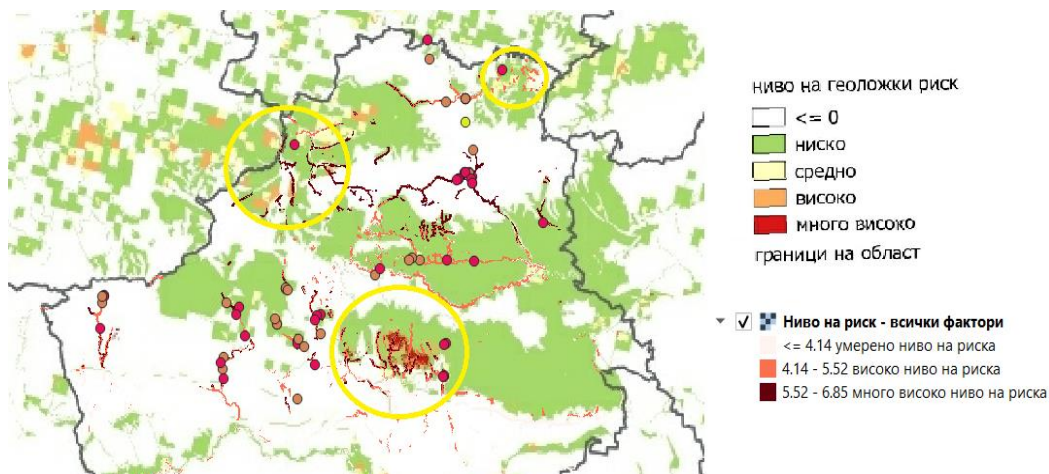 ниво на геоложки риск
<= 0
ниско
средно
високо
много високо
граници на област
Ниво на риск - всички фактори
<= 4.14 умерено ниво на риска
4.14 - 5.52 високо ниво на риска
5.52 - 6.85 много високо ниво на риска